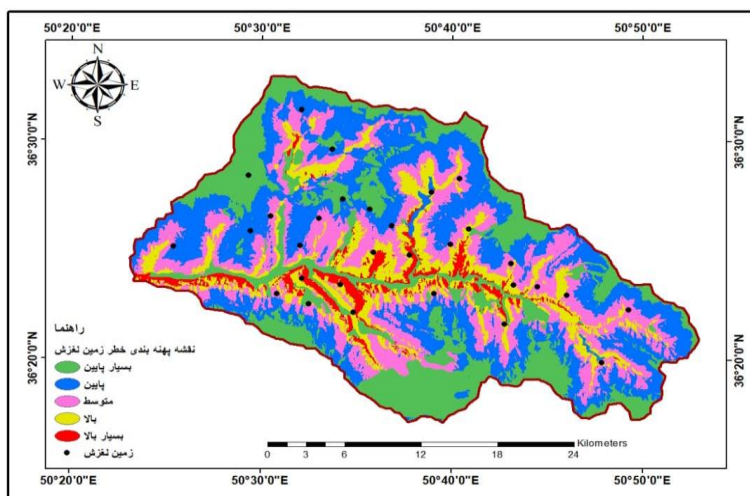 50°20'0"E 50°30'0"E 50°40'0"E 50°50'0"E
N
W E
S
36°30'0"N 36°30'0"N
36°20'0"N 36°20'0"N
راهنما
نقشه پهنه بندی خطر زمین لغزش
بسیار پایین
پایین
متوسط
بالا
بسیار بالا
زمین لغزش
Kilometers
0 3 6 12 18 24
50°20'0"E 50°30'0"E 50°40'0"E 50°50'0"E